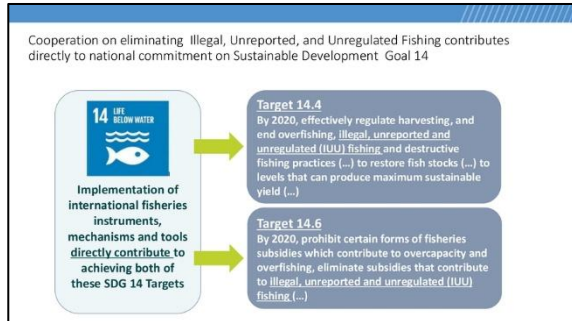 Cooperation on eliminating Illegal, Unreported, and Unregulated Fishing contributes
directly to national commitment on Sustainable Development Goal 14
14 LIFE
BELOW WATER
Implementation of
international fisheries
instruments,
mechanisms and tools
directly contribute to
achieving both of
these SDG 14 Targets
Target 14.4
By 2020, effectively regulate harvesting, and
end overfishing, illegal, unreported and
unregulated (IUU) fishing and destructive
fishing practices (...) to restore fish stocks (...) to
levels that can produce maximum sustainable
yield (...)
Target 14.6
By 2020, prohibit certain forms of fisheries
subsidies which contribute to overcapacity and
overfishing, eliminate subsidies that contribute
to illegal, unreported and unregulated (IUU)
fishing (...)